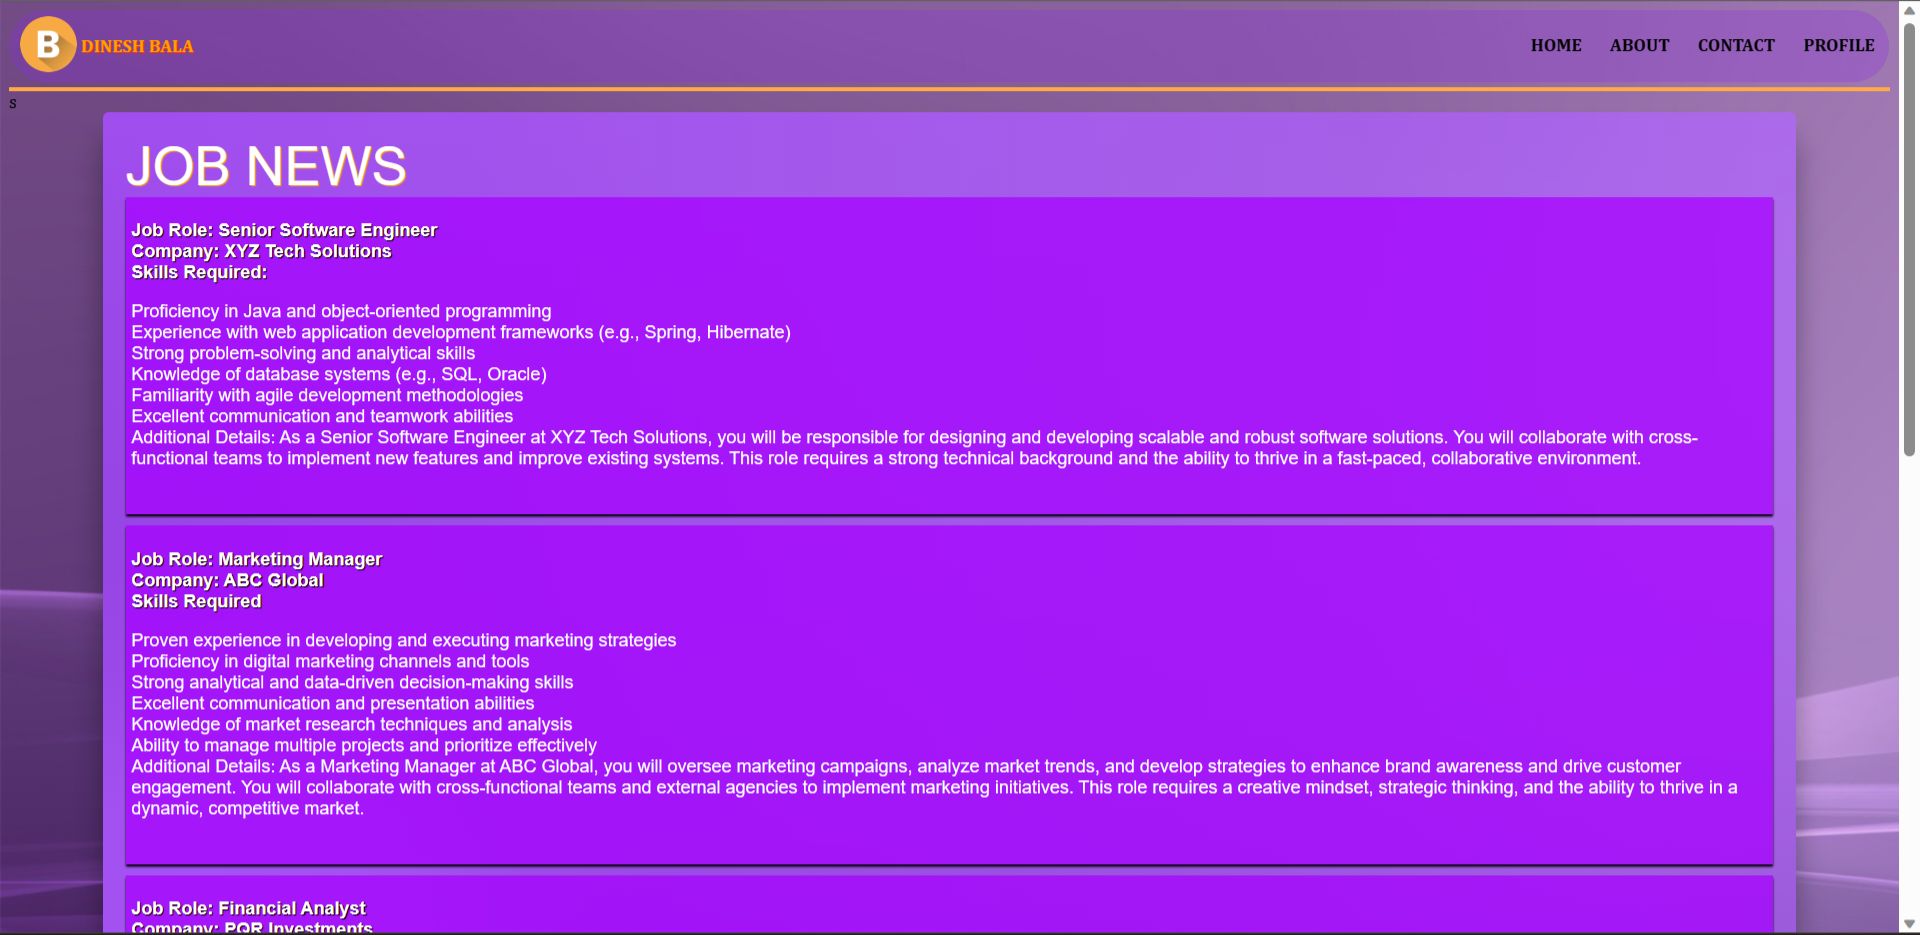 B DINESH BALA HOME ABOUT CONTACT PROFILE
s
JOB NEWS
Job Role: Senior Software Engineer
Company: XYZ Tech Solutions
Skills Required:
Proficiency in Java and object-oriented programming
Experience with web application development frameworks (e.g., Spring, Hibernate)
Strong problem-solving and analytical skills
Knowledge of database systems (e.g., SQL, Oracle)
Familiarity with agile development methodologies
Excellent communication and teamwork abilities
Additional Details: As a Senior Software Engineer at XYZ Tech Solutions, you will be responsible for designing and developing scalable and robust software solutions. You will collaborate with cross-
functional teams to implement new features and improve existing systems. This role requires a strong technical background and the ability to thrive in a fast-paced, collaborative environment.
Job Role: Marketing Manager
Company: ABC Global
Skills Required
Proven experience in developing and executing marketing strategies
Proficiency in digital marketing channels and tools
Strong analytical and data-driven decision-making skills
Excellent communication and presentation abilities
Knowledge of market research techniques and analysis
Ability to manage multiple projects and prioritize effectively
Additional Details: As a Marketing Manager at ABC Global, you will oversee marketing campaigns, analyze market trends, and develop strategies to enhance brand awareness and drive customer
engagement. You will collaborate with cross-functional teams and external agencies to implement marketing initiatives. This role requires a creative mindset, strategic thinking, and the ability to thrive in a
dynamic, competitive market.
Job Role: Financial Analyst
Company: PQR Investments